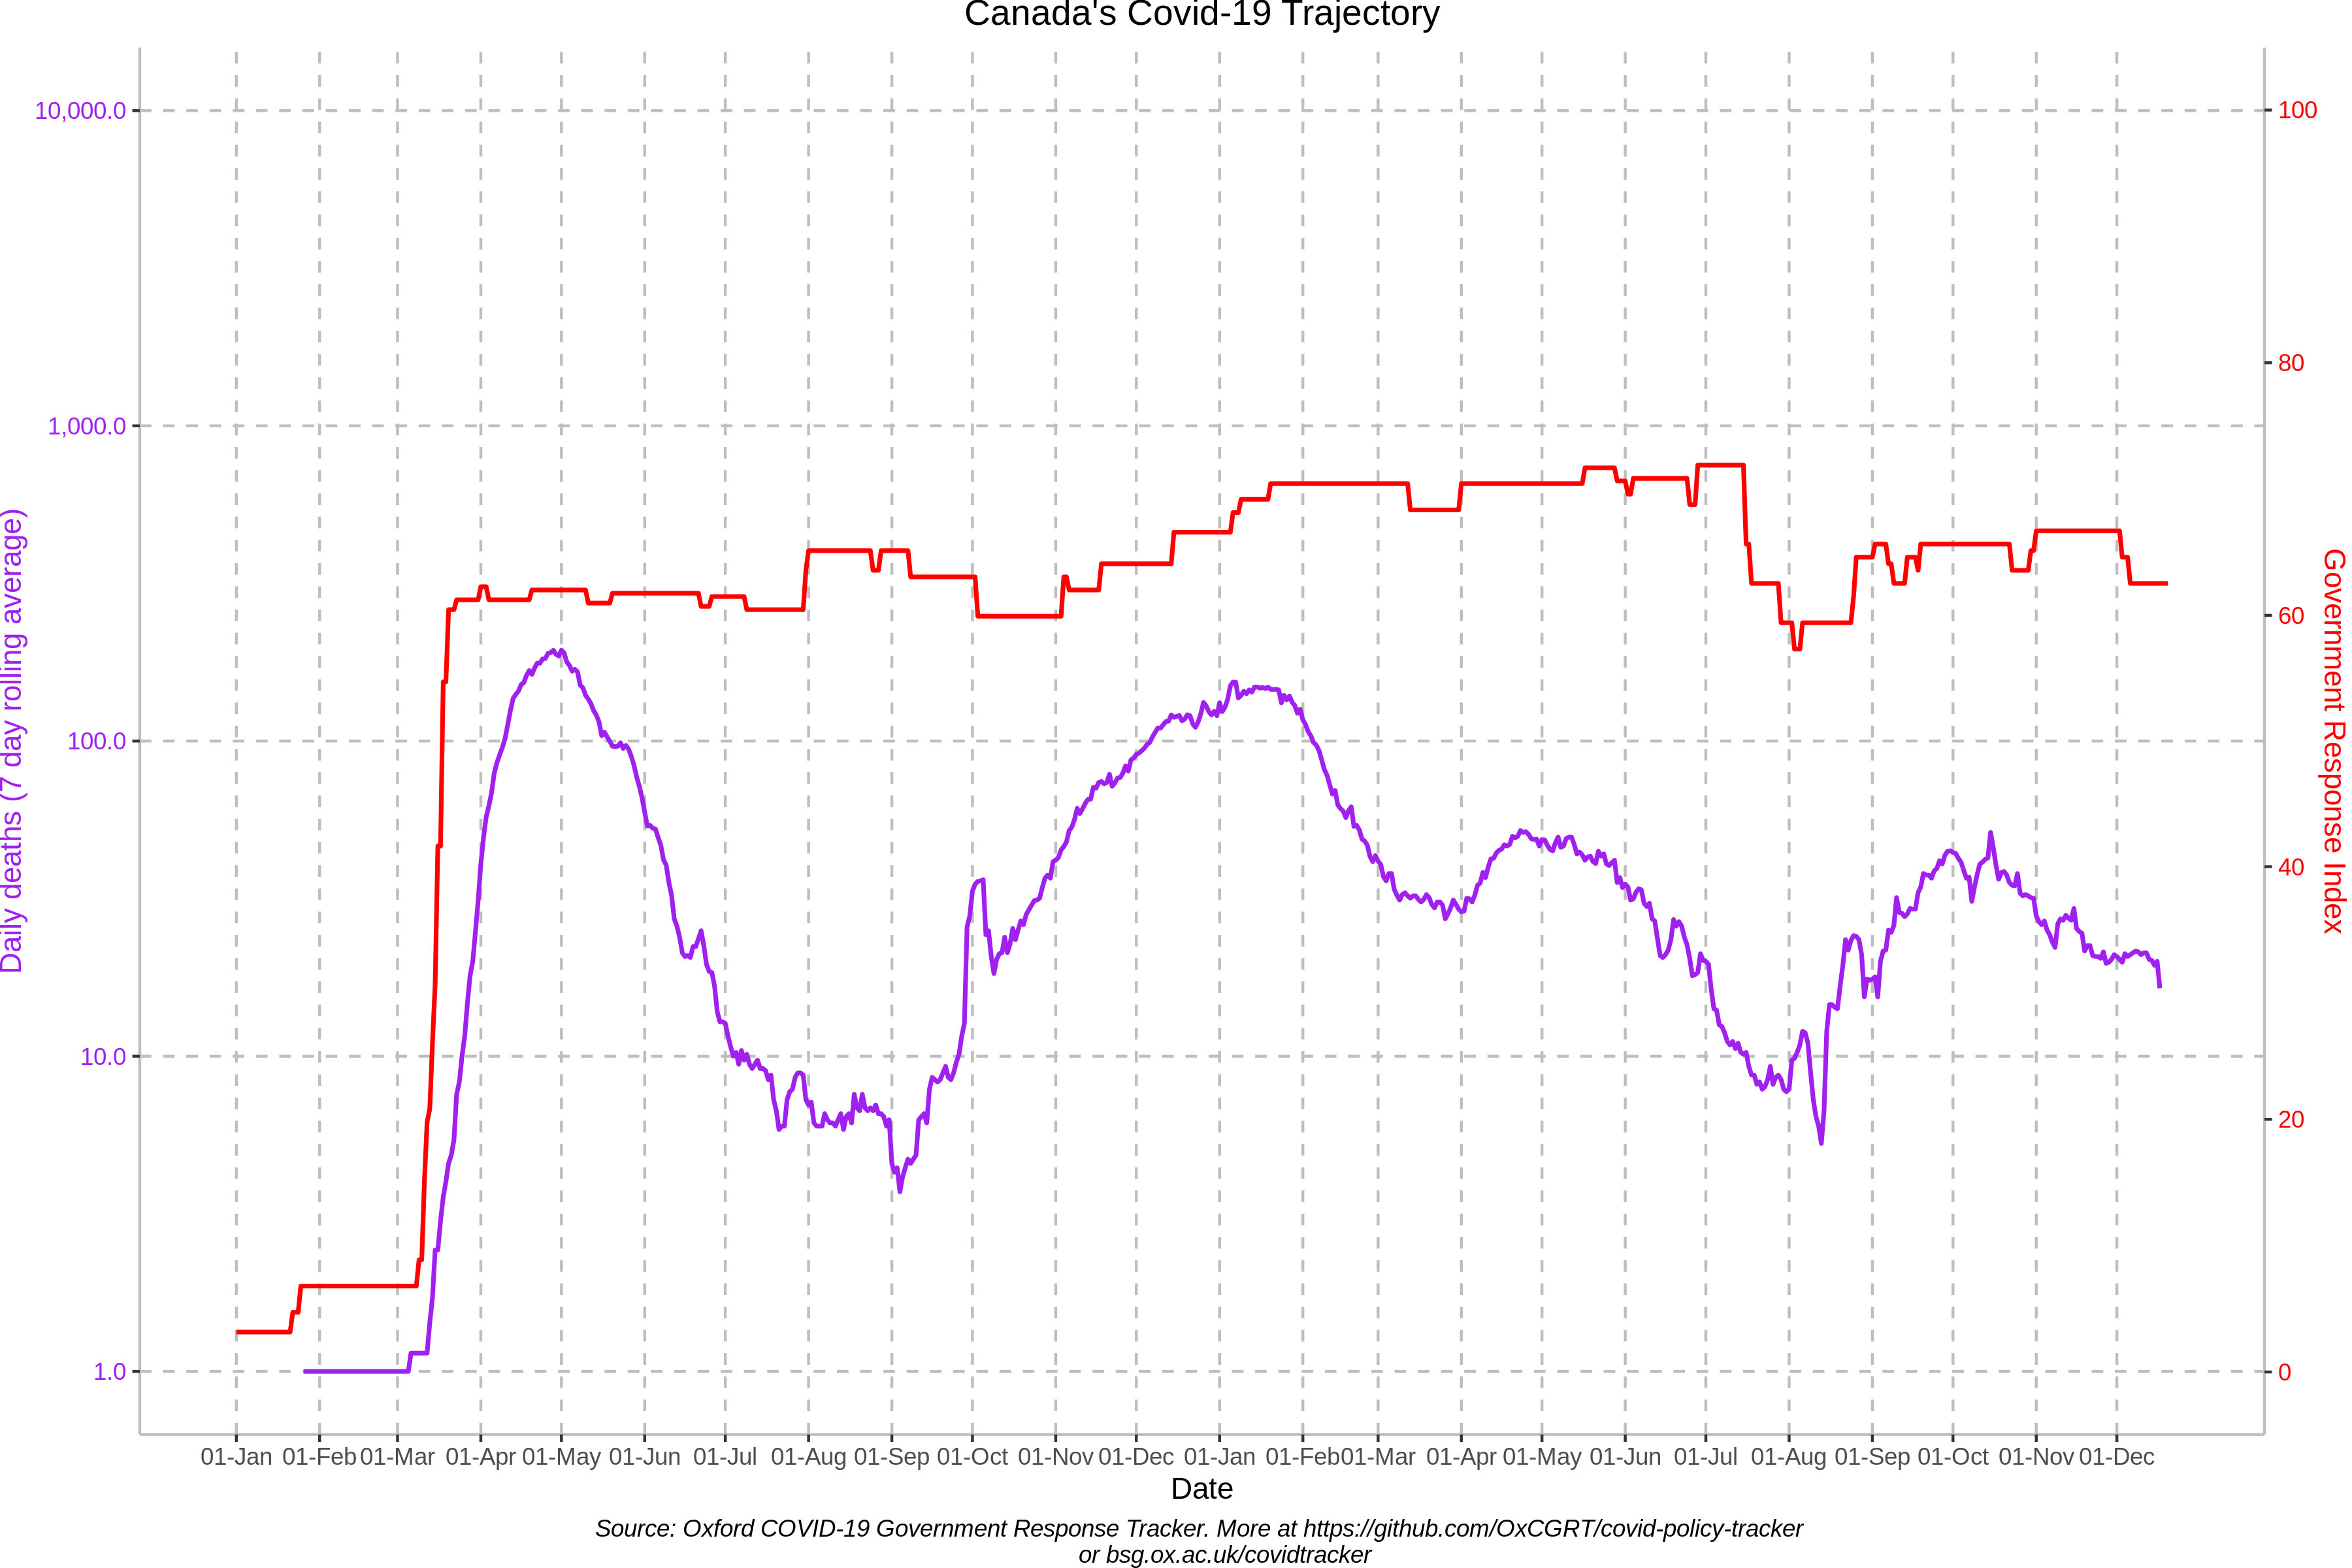 Canada's Covid-19 Trajectory
10,000.0
1,000.0
100.0
10.0
1.0
Daily deaths (7 day rolling average)
100
80
60
40
20
0
Government Response Index
01-Jan 01-Feb 01-Mar 01-Apr 01-May 01-Jun 01-Jul 01-Aug 01-Sep 01-Oct 01-Nov 01-Dec 01-Jan 01-Feb 01-Mar 01-Apr 01-May 01-Jun 01-Jul 01-Aug 01-Sep 01-Oct 01-Nov 01-Dec
Date
Source: Oxford COVID-19 Government Response Tracker. More at https://github.com/OxCGRT/covid-policy-tracker
or bsg.ox.ac.uk/covidtracker